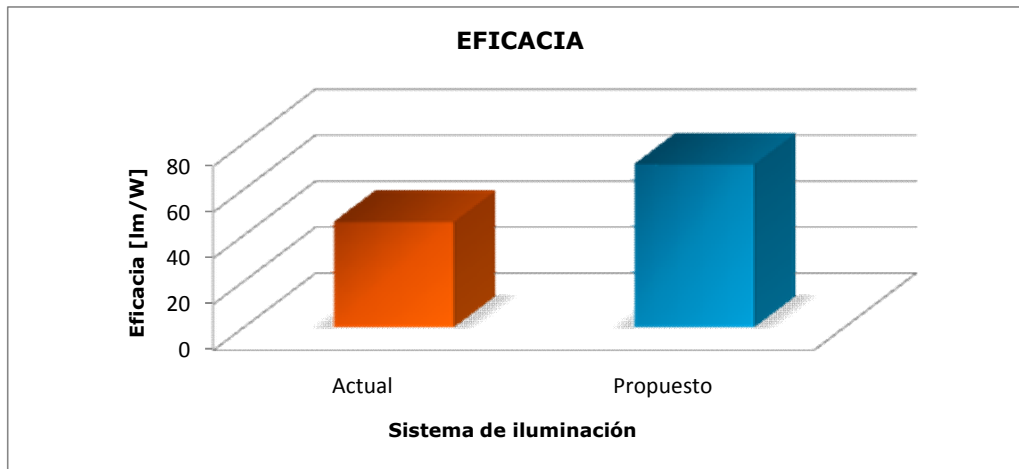 EFICACIA
Eficacia [lm/W]
80
60
40
20
0
Actual
Propuesto
Sistema de iluminación